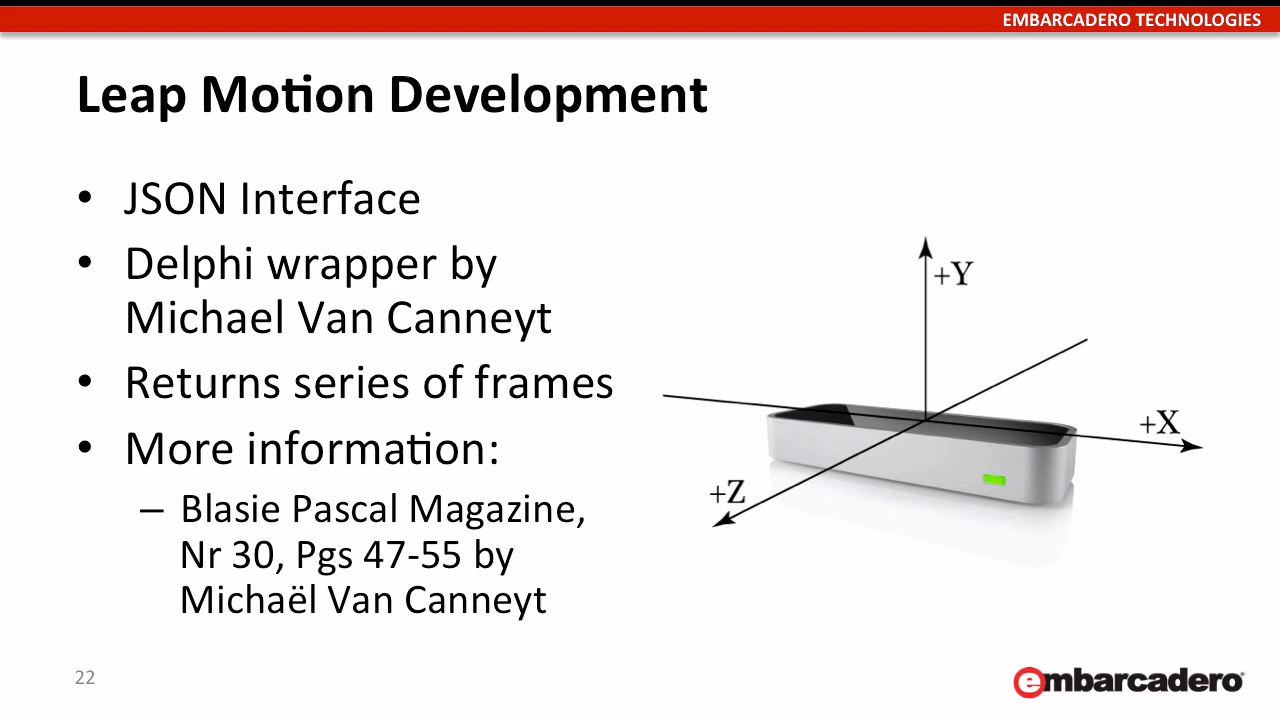 EMBARCADERO TECHNOLOGIES
Leap Motion Development
• JSON Interface
• Delphi wrapper by
Michael Van Canneyt
• Returns series of frames
• More information:
– Blasie Pascal Magazine,
Nr 30, Pgs 47-55 by
Michaël Van Canneyt
+Y
+X
+Z
22
embarcadero